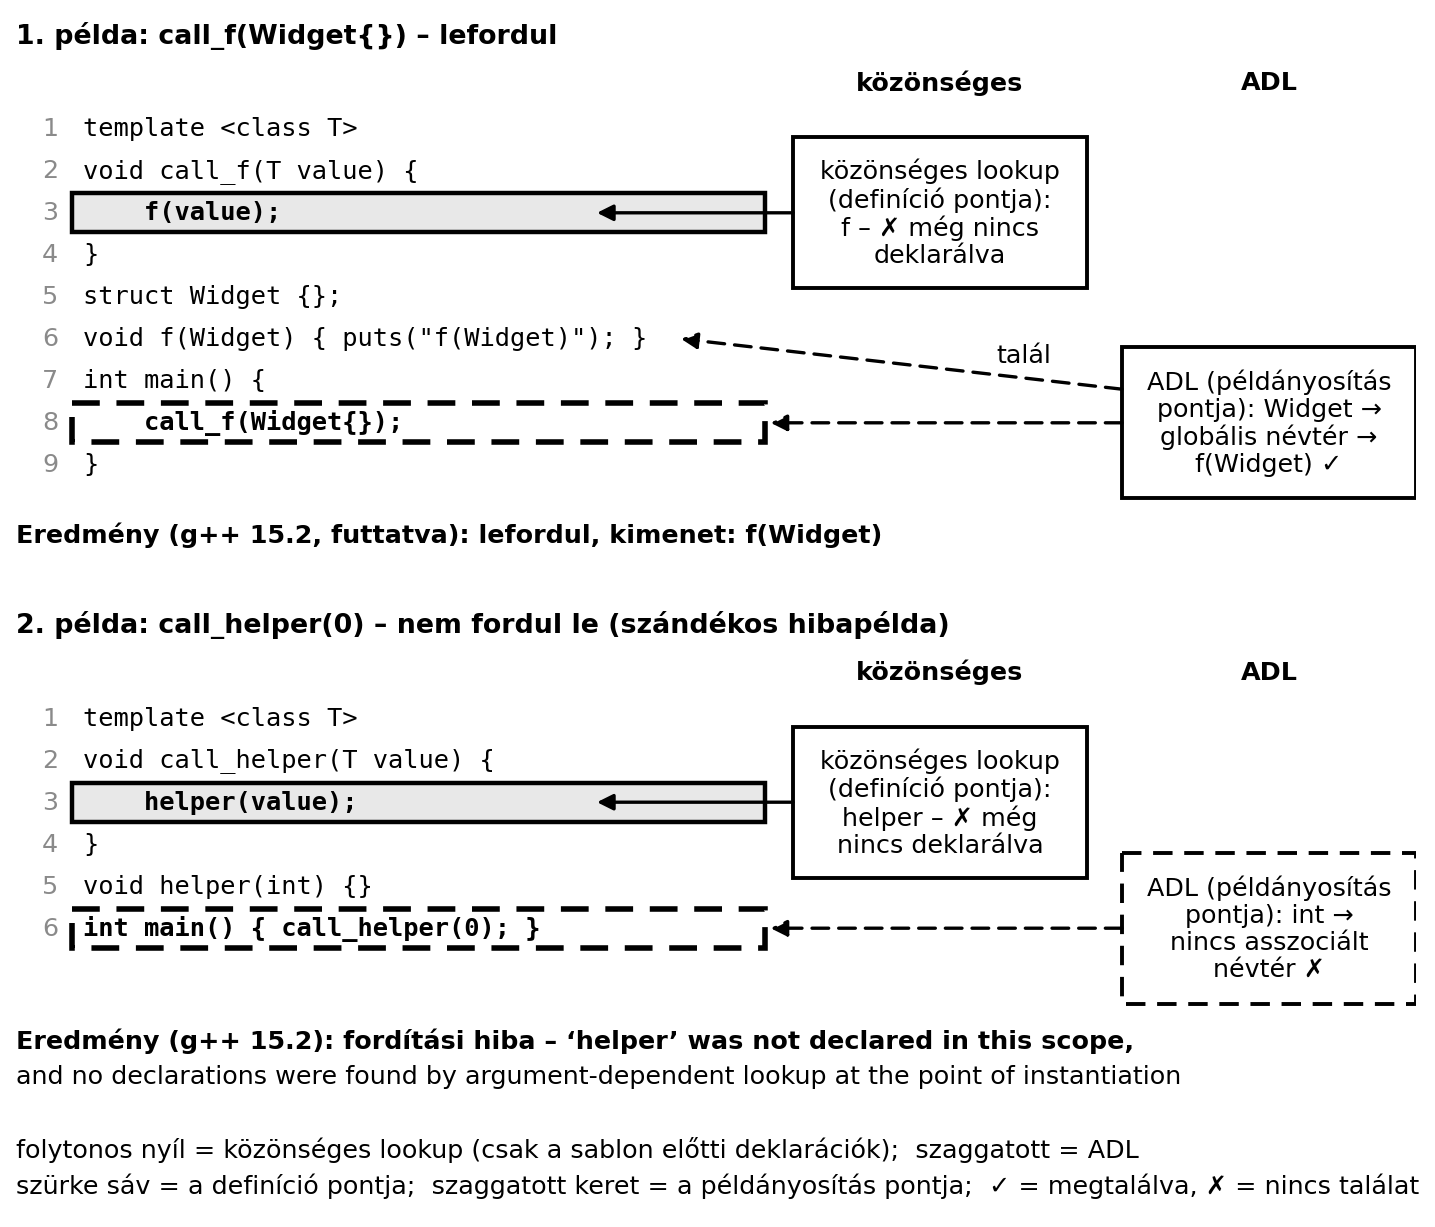 1. példa: call_f(Widget{}) – lefordul
közönséges
ADL
1 template <class T>
2 void call_f(T value) {
3 f(value);
4 }
5 struct Widget {};
6 void f(Widget) { puts("f(Widget)"); }
7 int main() {
8 call_f(Widget{});
9 }
közönséges lookup
(definíció pontja):
f – ✗ még nincs
deklarálva
talál
ADL (példányosítás
pontja): Widget →
globális névtér →
f(Widget) ✓
Eredmény (g++ 15.2, futtatva): lefordul, kimenet: f(Widget)
2. példa: call_helper(0) – nem fordul le (szándékos hibapélda)
közönséges
ADL
1 template <class T>
2 void call_helper(T value) {
3 helper(value);
4 }
5 void helper(int) {}
6 int main() { call_helper(0); }
közönséges lookup
(definíció pontja):
helper – ✗ még
nincs deklarálva
ADL (példányosítás
pontja): int →
nincs asszociált
névtér ✗
Eredmény (g++ 15.2): fordítási hiba – ‘helper’ was not declared in this scope,
and no declarations were found by argument-dependent lookup at the point of instantiation
folytonos nyíl = közönséges lookup (csak a sablon előtti deklarációk);  szaggatott = ADL
szürke sáv = a definíció pontja;  szaggatott keret = a példányosítás pontja;  ✓ = megtalálva, ✗ = nincs találat